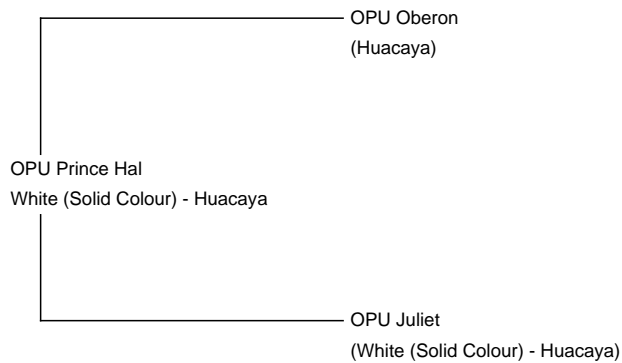 OPU Oberon
(Huacaya)
OPU Prince Hal
White (Solid Colour) - Huacaya
OPU Juliet
(White (Solid Colour) - Huacaya)